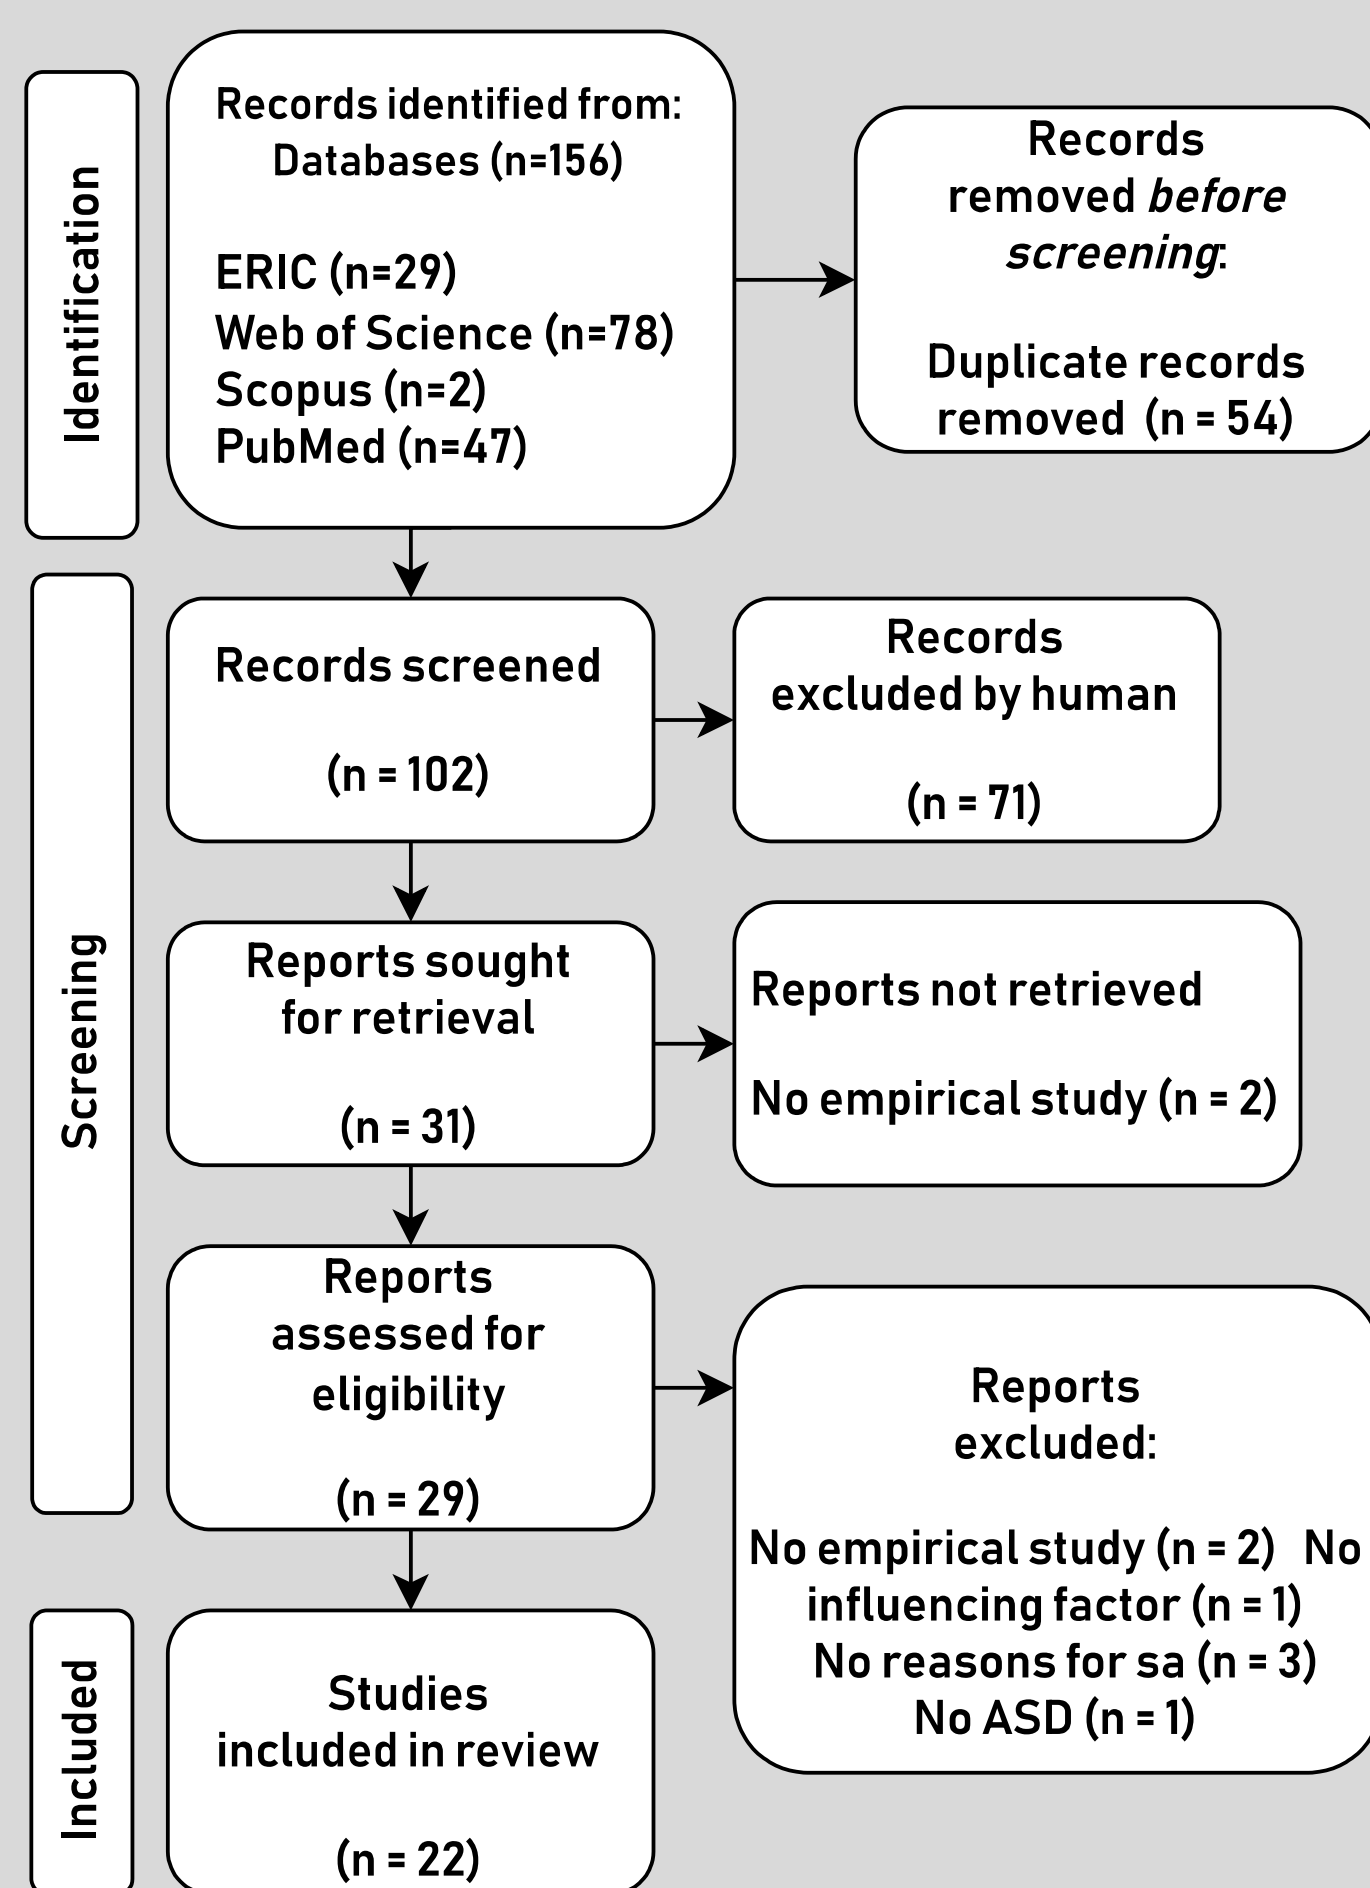 Identification
Records identified from:
Databases (n=156)
ERIC (n=29)
Web of Science (n=78)
Scopus (n=2)
PubMed (n=47)
Records
removed before
screening:
Duplicate records
removed (n = 54)
Screening
Records screened
(n = 102)
Records
excluded by human
(n = 71)
Reports sought
for retrieval
(n = 31)
Reports not retrieved
No empirical study (n = 2)
Reports
assessed for
eligibility
(n = 29)
Reports
excluded:
No empirical study (n = 2) No
influencing factor (n = 1)
No reasons for sa (n = 3)
No ASD (n = 1)
Included
Studies
included in review
(n = 22)